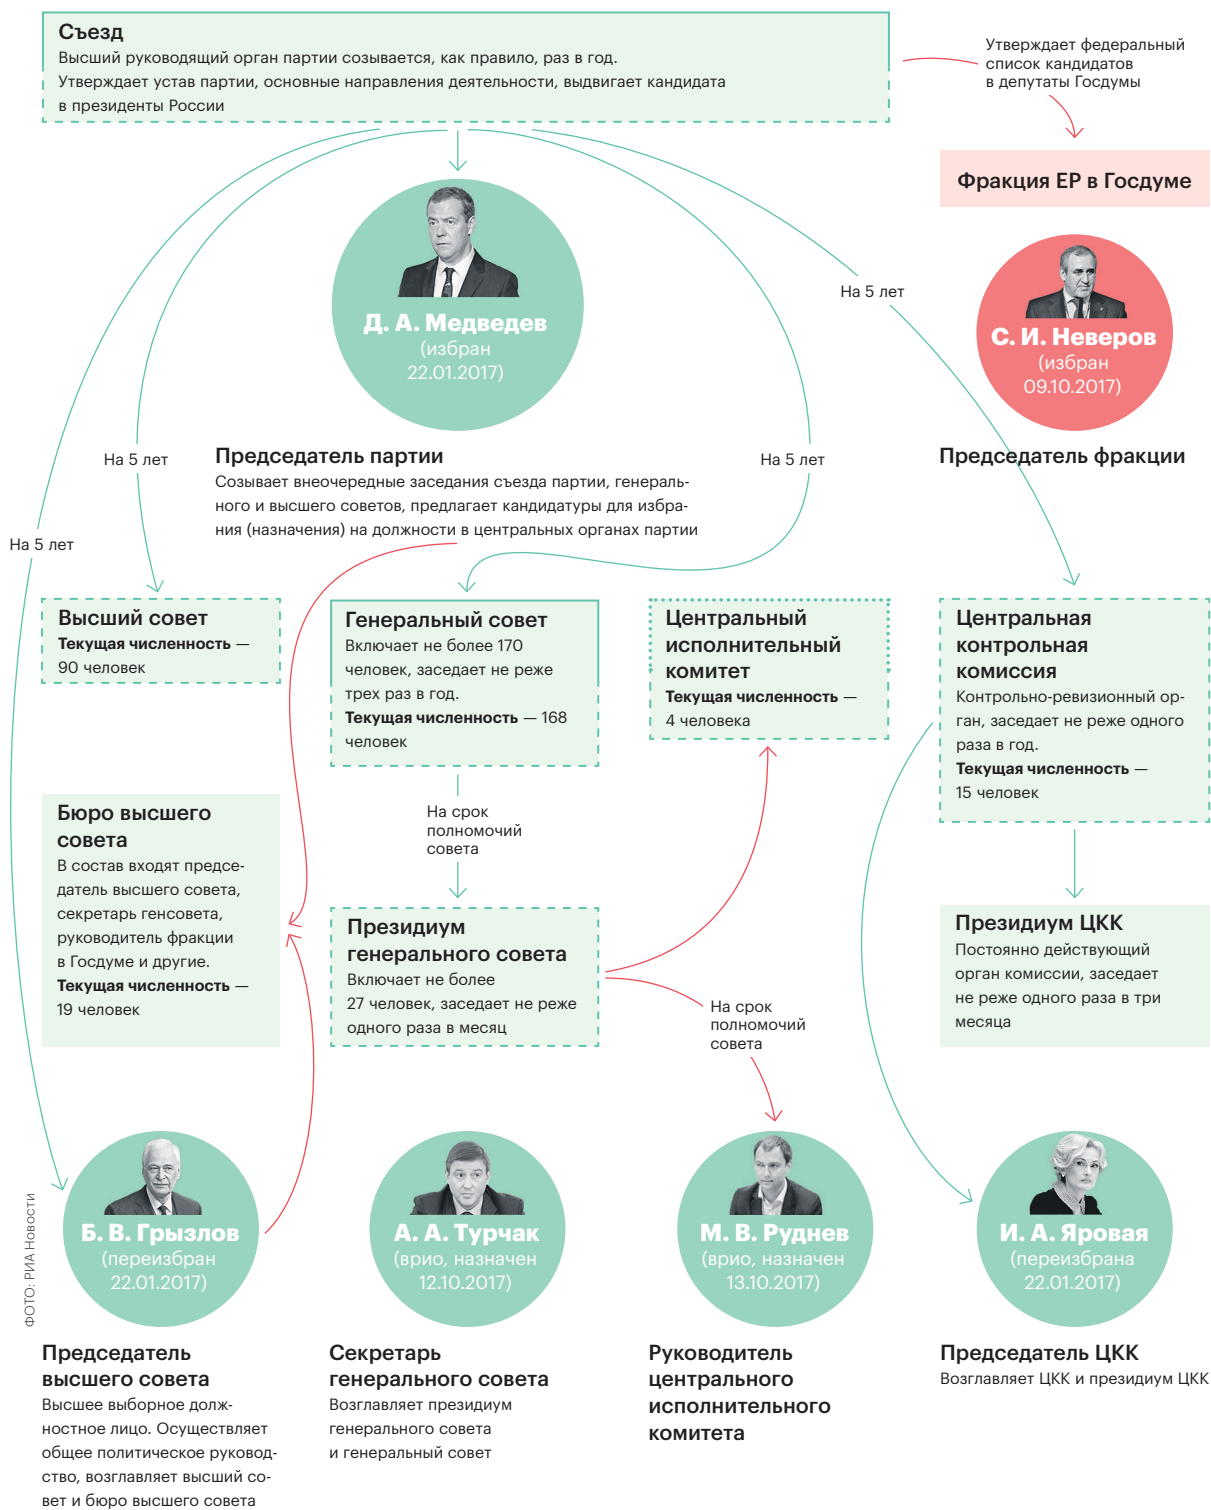 Съезд
Высший руководящий орган партии созывается, как правило, раз в год.
Утверждает устав партии, основные направления деятельности, выдвигает кандидата
в президенты России
Утверждает федеральный
список кандидатов
в депутаты Госдумы
Фракция ЕР в Госдуме
Д. А. Медведев
(избран
22.01.2017)
На 5 лет
С. И. Неверов
(избран
09.10.2017)
На 5 лет
Председатель партии
Созывает внеочередные заседания съезда партии, генераль-
ного и высшего советов, предлагает кандидатуры для избра-
ния (назначения) на должности в центральных органах партии
На 5 лет
Председатель фракции
На 5 лет
Высший совет
Текущая численность —
90 человек
Генеральный совет
Включает не более 170
человек, заседает не реже
трех раз в год.
Текущая численность — 168
человек
Центральный
исполнительный
комитет
Текущая численность —
4 человека
Центральная
контрольная
комиссия
Контрольно-ревизионный ор-
ган, заседает не реже одного
раза в год.
Текущая численность —
15 человек
Бюро высшего
совета
В состав входят предсе-
датель высшего совета,
секретарь генсовета,
руководитель фракции
в Госдуме и другие.
Текущая численность —
19 человек
На срок
полномочий
совета
Президиум
генерального совета
Включает не более
27 человек, заседает не реже
одного раза в месяц
На срок
полномочий
совета
Президиум ЦКК
Постоянно действующий
орган комиссии, заседает
не реже одного раза в три
месяца
ФОТО: РИА Новости
Б. В. Грызлов
(переизбран
22.01.2017)
А. А. Турчак
(врио, назначен
12.10.2017)
М. В. Руднев
(врио, назначен
13.10.2017)
И. А. Яровая
(переизбрана
22.01.2017)
Председатель
высшего совета
Высшее выборное долж-
ностное лицо. Осуществляет
общее политическое руковод-
ство, возглавляет высший со-
вет и бюро высшего совета
Секретарь
генерального совета
Возглавляет президиум
генерального совета
и генеральный совет
Руководитель
центрального
исполнительного
комитета
Председатель ЦКК
Возглавляет ЦКК и президиум ЦКК